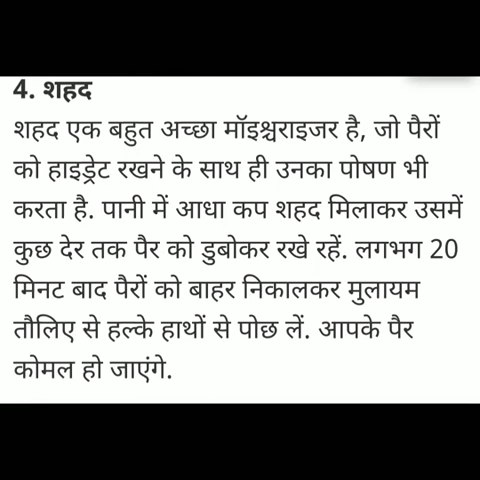 4. शहद
शहद एक बहुत अच्छा मॉइश्चराइजर है, जो पैरों
को हाइड्रेट रखने के साथ ही उनका पोषण भी
करता है. पानी में आधा कप शहद मिलाकर उसमें
कुछ देर तक पैर को डुबोकर रखे रहें. लगभग 20
मिनट बाद पैरों को बाहर निकालकर मुलायम
तौलिए से हल्के हाथों से पोछ लें. आपके पैर
कोमल हो जाएंगे.